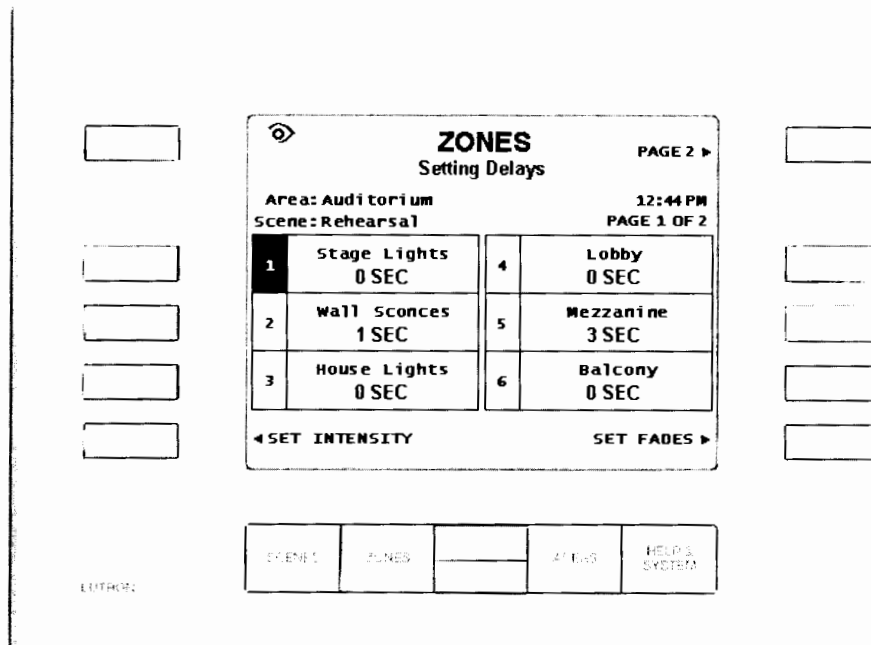 ZONES
PAGE 2 ▶
Setting Delays
Area: Auditorium
12:44 PM
Scene: Rehearsal
PAGE 1 OF 2
1
Stage Lights
0 SEC
4
Lobby
0 SEC
2
Wall Sconces
1 SEC
5
Mezzanine
3 SEC
3
House Lights
0 SEC
6
Balcony
0 SEC
◀ SET INTENSITY
SET FADES ▶
SCENES
ZONES
AREAS
HELP &
SYSTEM
LUTRON